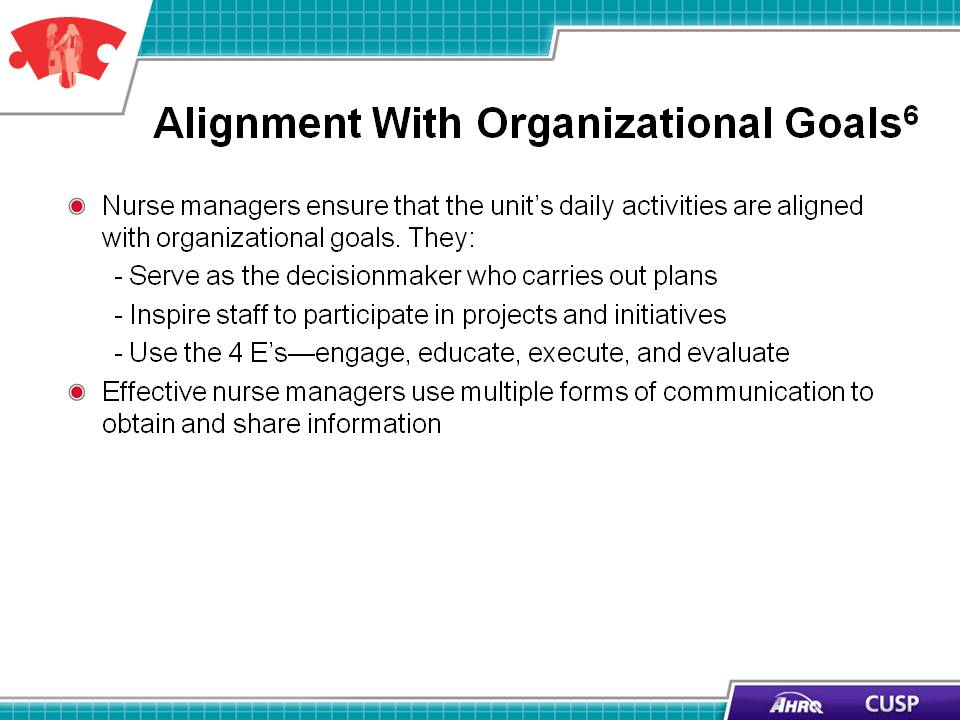 Alignment With Organizational Goals⁶
Nurse managers ensure that the unit's daily activities are aligned
with organizational goals. They:
- Serve as the decisionmaker who carries out plans
- Inspire staff to participate in projects and initiatives
- Use the 4 E's—engage, educate, execute, and evaluate
Effective nurse managers use multiple forms of communication to
obtain and share information
AHRQ CUSP